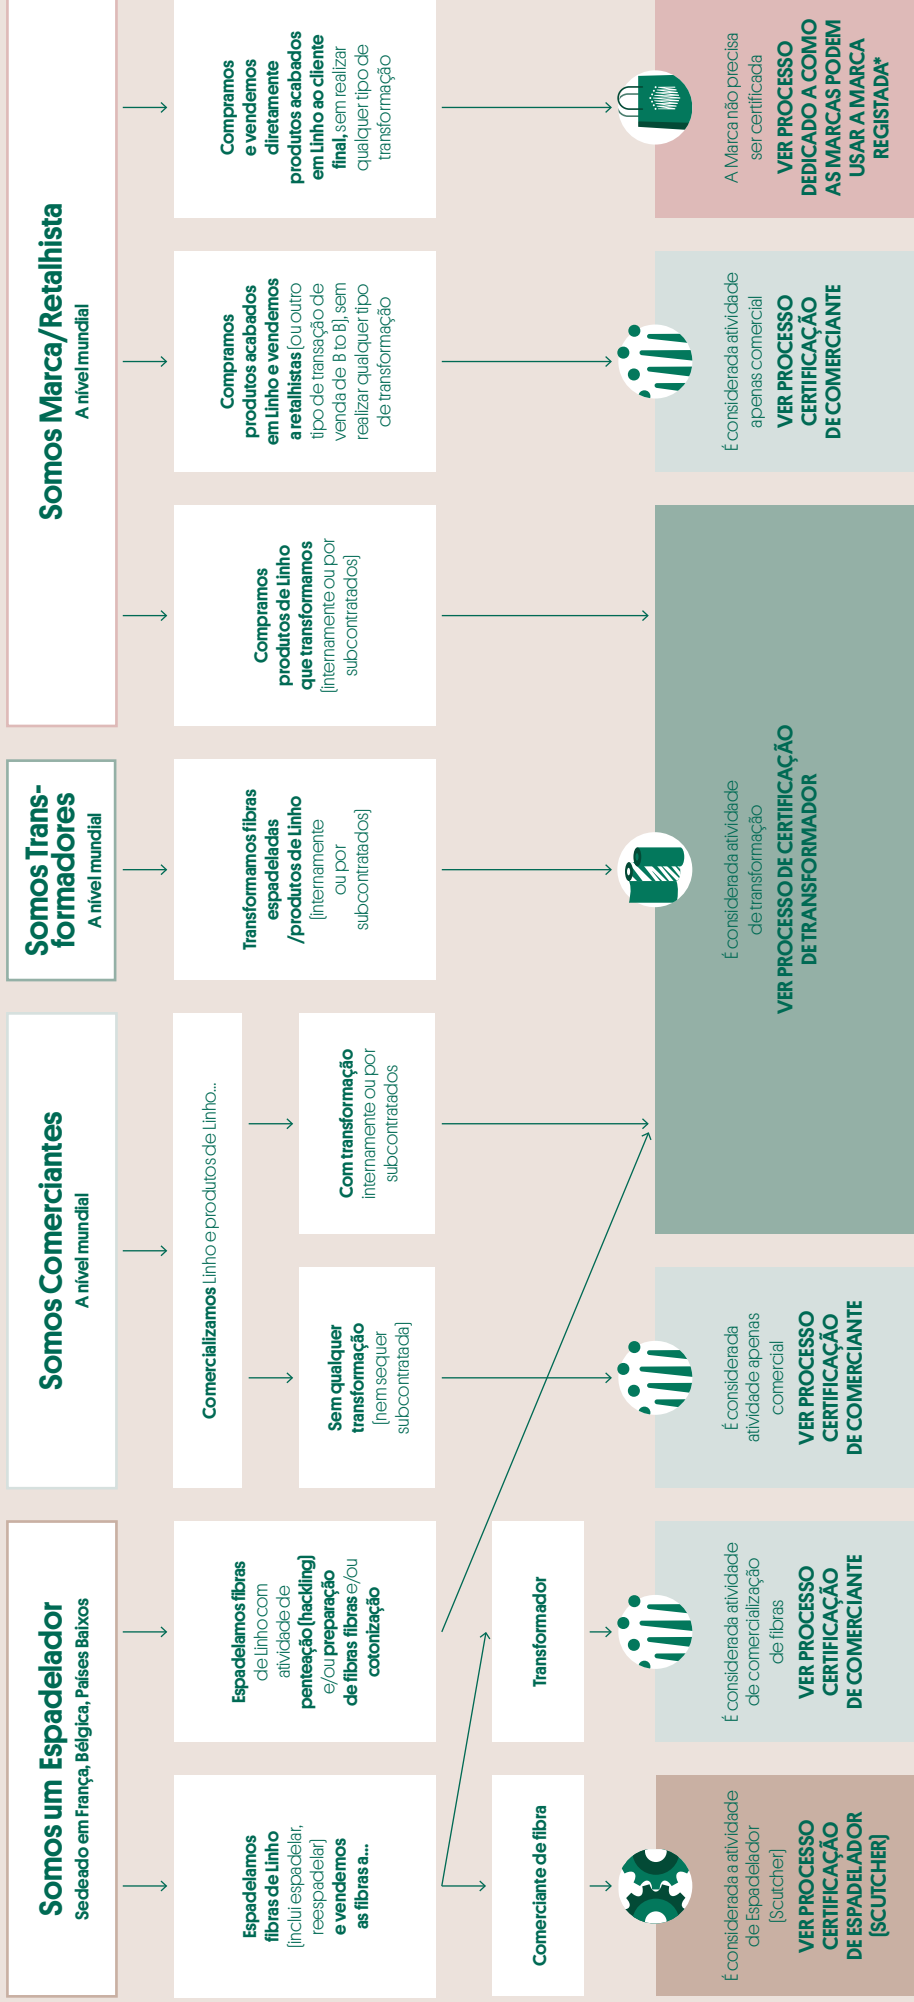 Somos um Espadelador
Sedeado em França, Bélgica, Países Baixos
Somos Comerciantes
A nível mundial
Somos Trans-
formadores
A nível mundial
Somos Marca/Retalhista
A nível mundial
Espadelamos
fibras de Linho
(inclui espadelar,
reespadelar)
e vendemos
as fibras a...
Espadelamos fibras
de Linho com
atividade de
penteação (hacking)
e/ou preparação
de fibras fibras e/ou
cotonização
Comercializamos Linho e produtos de Linho...
Sem qualquer
transformação
(nem sequer
subcontratada)
Com transformação
internamente ou por
subcontratados
Transformamos fibras
espadeladas
/produtos de Linho
(internamente
ou por
subcontratados)
Compramos
produtos de Linho
que transformamos
(internamente ou por
subcontratados)
Compramos
produtos acabados
em Linho e vendemos
a retalhistas (ou outro
tipo de transação de
venda de B to B), sem
realizar qualquer tipo
de transformação
Compramos
e vendemos
diretamente
produtos acabados
em Linho ao cliente
final, sem realizar
qualquer tipo de
transformação
Comerciante de fibra
Transfomador
É considerada a atividade
de Espadelador
(Scutcher)
VER PROCESSO
CERTIFICAÇÃO
DE ESPADELADOR
(SCUTCHER)
É considerada atividade
de comercialização
de fibras
VER PROCESSO
CERTIFICAÇÃO
DE COMERCIANTE
É considerada
atividade apenas
comercial
VER PROCESSO
CERTIFICAÇÃO
DE COMERCIANTE
É considerada atividade
de transformação
VER PROCESSO DE CERTIFICAÇÃO
DE TRANSFORMADOR
É considerada atividade
apenas comercial
VER PROCESSO
CERTIFICAÇÃO
DE COMERCIANTE
A Marca não precisa
ser certificada
VER PROCESSO
DEDICADO A COMO
AS MARCAS PODEM
USAR A MARCA
REGISTADA*